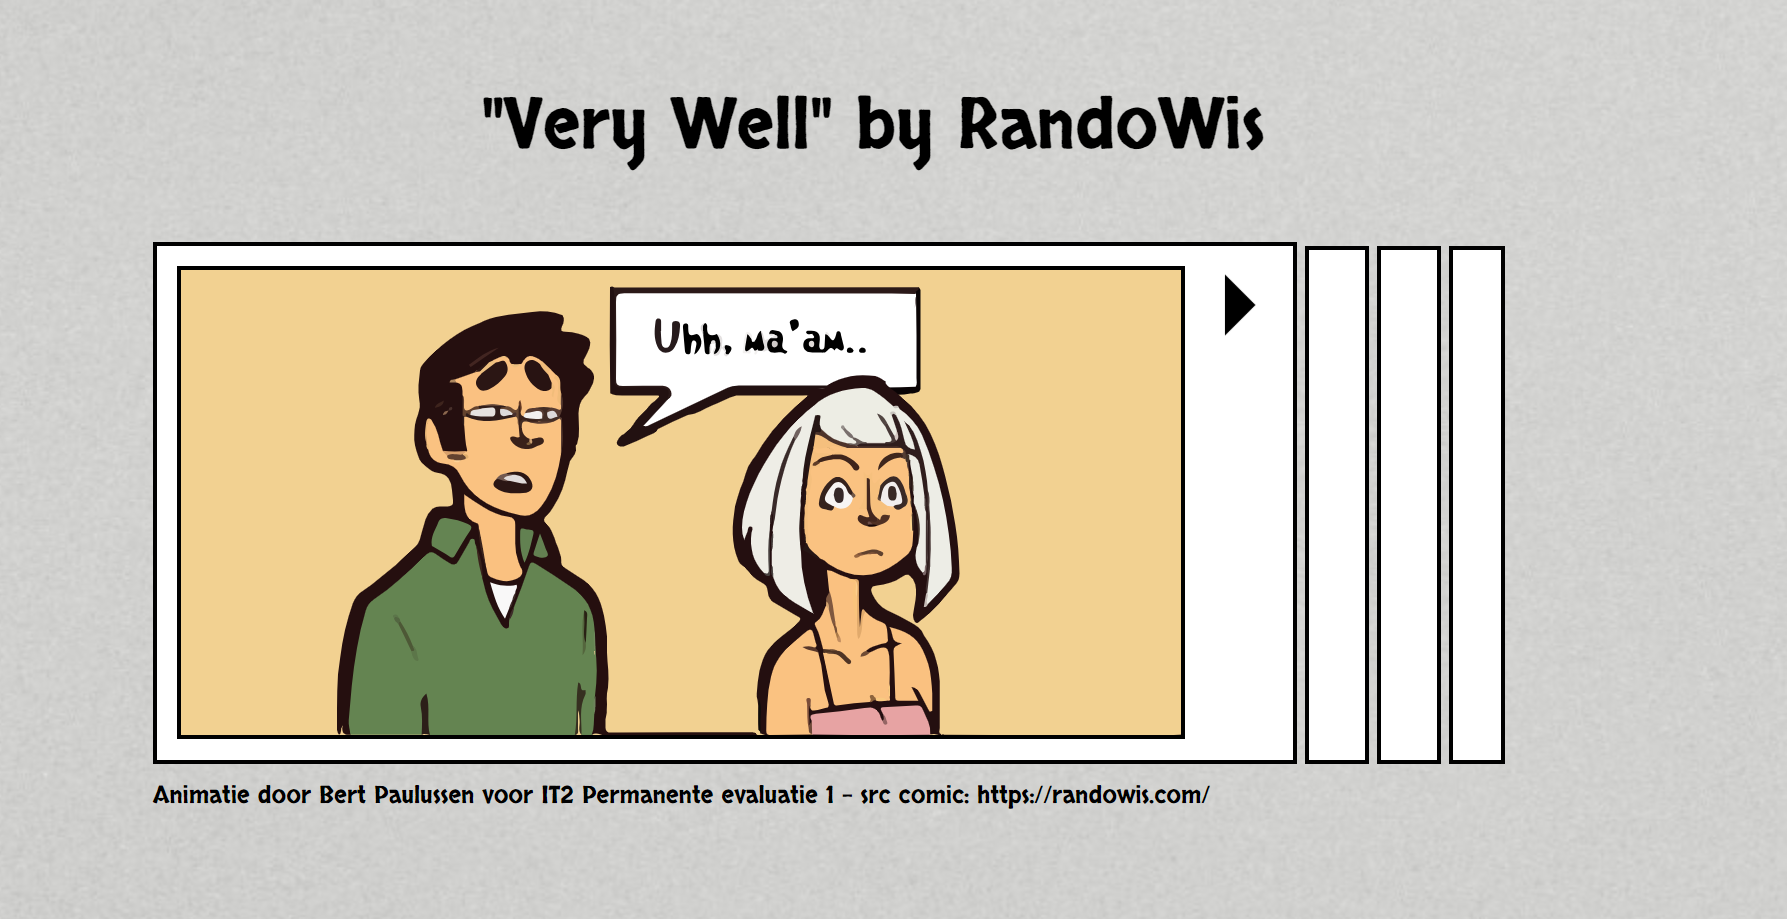 "Very Well" by RandoWis
Uhh, ma'am..
Animatie door Bert Paulussen voor IT2 Permanente evaluatie 1 - src comic: https://randowis.com/